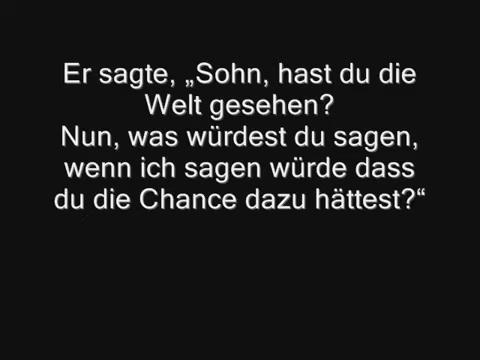 Er sagte, „Sohn, hast du die
Welt gesehen?
Nun, was würdest du sagen,
wenn ich sagen würde dass
du die Chance dazu hättest?“